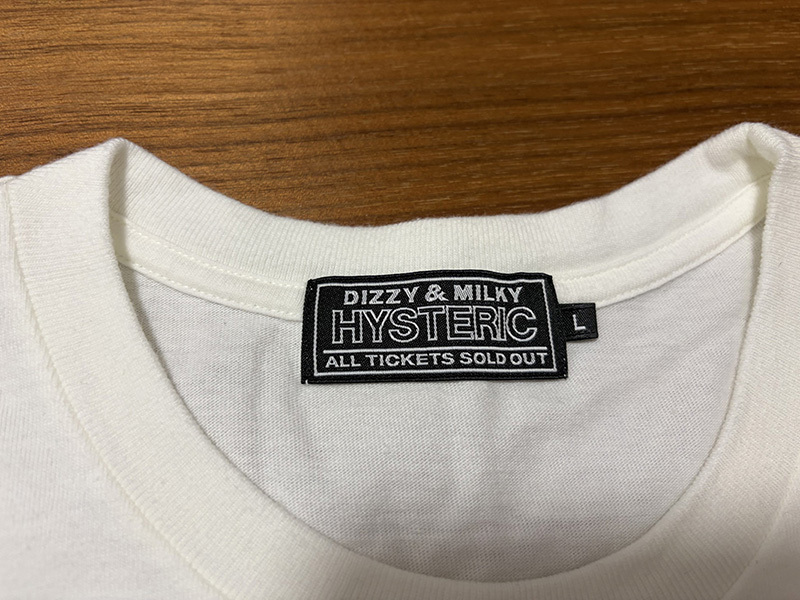 DIZZY & MILKY
HYSTERIC
ALL TICKETS SOLD OUT
L